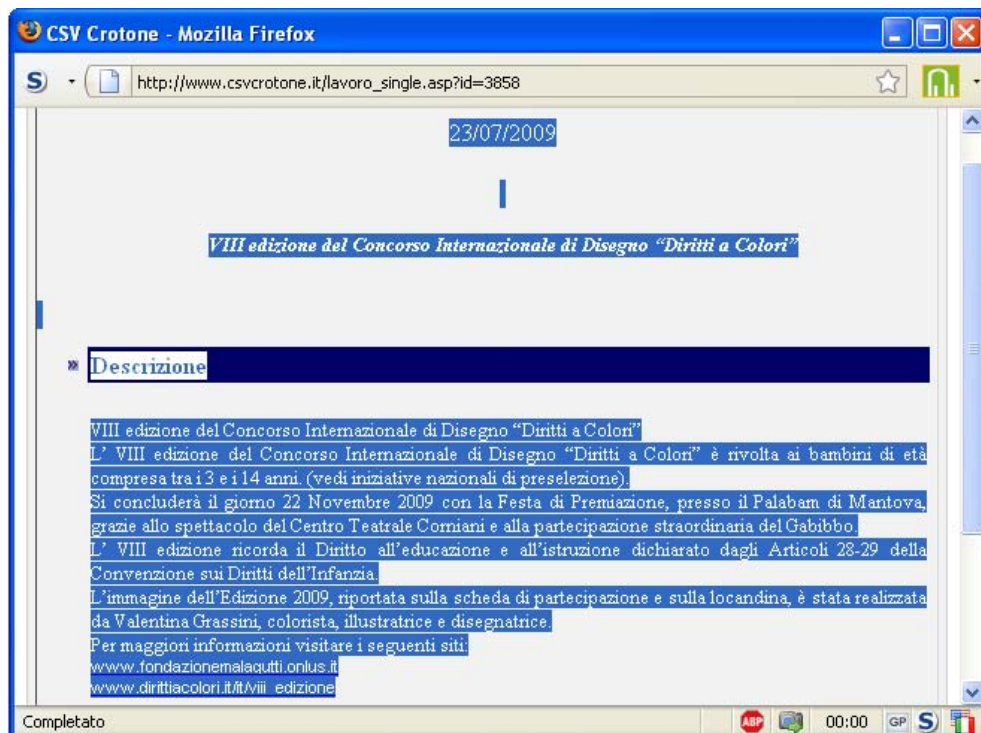 CSV Crotone - Mozilla Firefox
http://www.csvcrotone.it/lavoro_single.asp?id=3858
23/07/2009
VIII edizione del Concorso Internazionale di Disegno “Diritti a Colori”
Descrizione
VIII edizione del Concorso Internazionale di Disegno “Diritti a Colori”
L’ VIII edizione del Concorso Internazionale di Disegno “Diritti a Colori” è rivolta ai bambini di età
compresa tra i 3 e i 14 anni. (vedi iniziative nazionali di preselezione).
Si concluderà il giorno 22 Novembre 2009 con la Festa di Premiazione, presso il Palabam di Mantova,
grazie allo spettacolo del Centro Teatrale Corniani e alla partecipazione straordinaria del Gabibbo.
L’ VIII edizione ricorda il Diritto all’educazione e all’istruzione dichiarato dagli Articoli 28-29 della
Convenzione sui Diritti dell’Infanzia.
L’immagine dell’Edizione 2009, riportata sulla scheda di partecipazione e sulla locandina, è stata realizzata
da Valentina Grassini, colorista, illustratrice e disegnatrice.
Per maggiori informazioni visitare i seguenti siti:
www.fondazionemalagutti.onlus.it
www.dirittiacolori.it/it/viii_edizione
Completato ABP 00:00 GP S